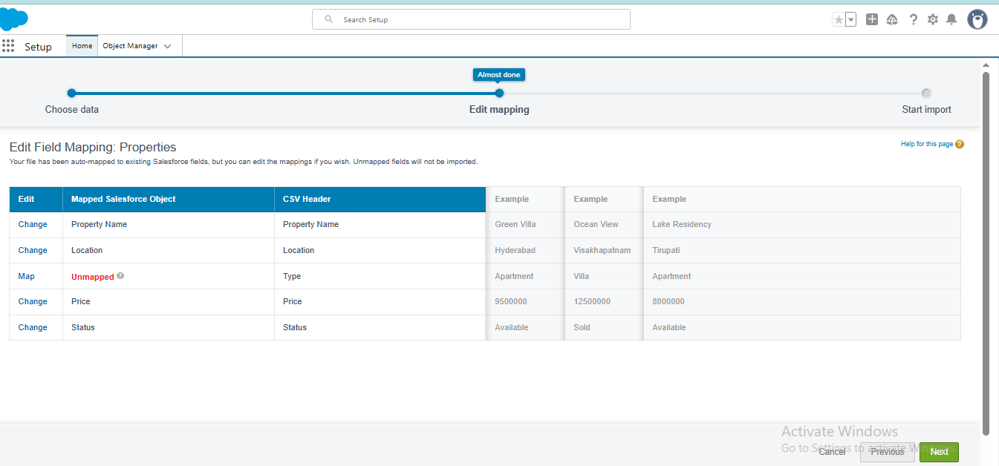 Search Setup
Setup Home Object Manager
Almost done
Choose data Edit mapping Start import
Edit Field Mapping: Properties Help for this page ?
Your file has been auto-mapped to existing Salesforce fields, but you can edit the mappings if you wish. Unmapped fields will not be imported.
Edit Mapped Salesforce Object CSV Header Example Example Example
Change Property Name Property Name Green Villa Ocean View Lake Residency
Change Location Location Hyderabad Visakhapatnam Tirupati
Map Unmapped ? Type Apartment Villa Apartment
Change Price Price 9500000 12500000 8000000
Change Status Status Available Sold Available
Activate Windows
Go to Settings to activate Windows.
Cancel Previous Next